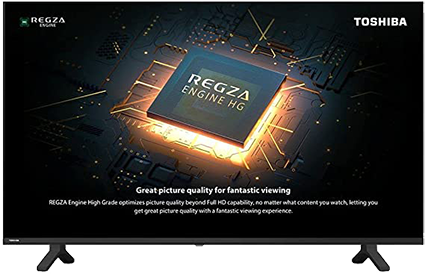 REGZA
ENGINE
TOSHIBA
REGZA
ENGINE HG
Great picture quality for fantastic viewing
REGZA Engine High Grade optimizes picture quality beyond Full HD capability, no matter what content you watch, letting you
get great picture quality with a fantastic viewing experience.
TOSHIBA